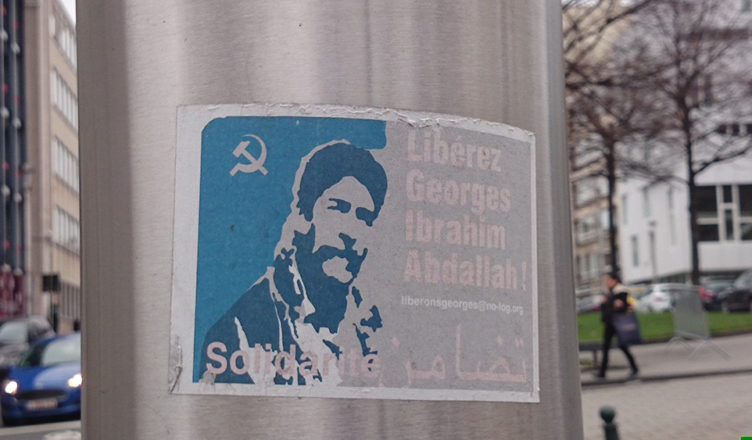 Libérez
Georges
Ibrahim
Abdallah!
liberonsgeorges@no-log.org
Solidarité تضامن